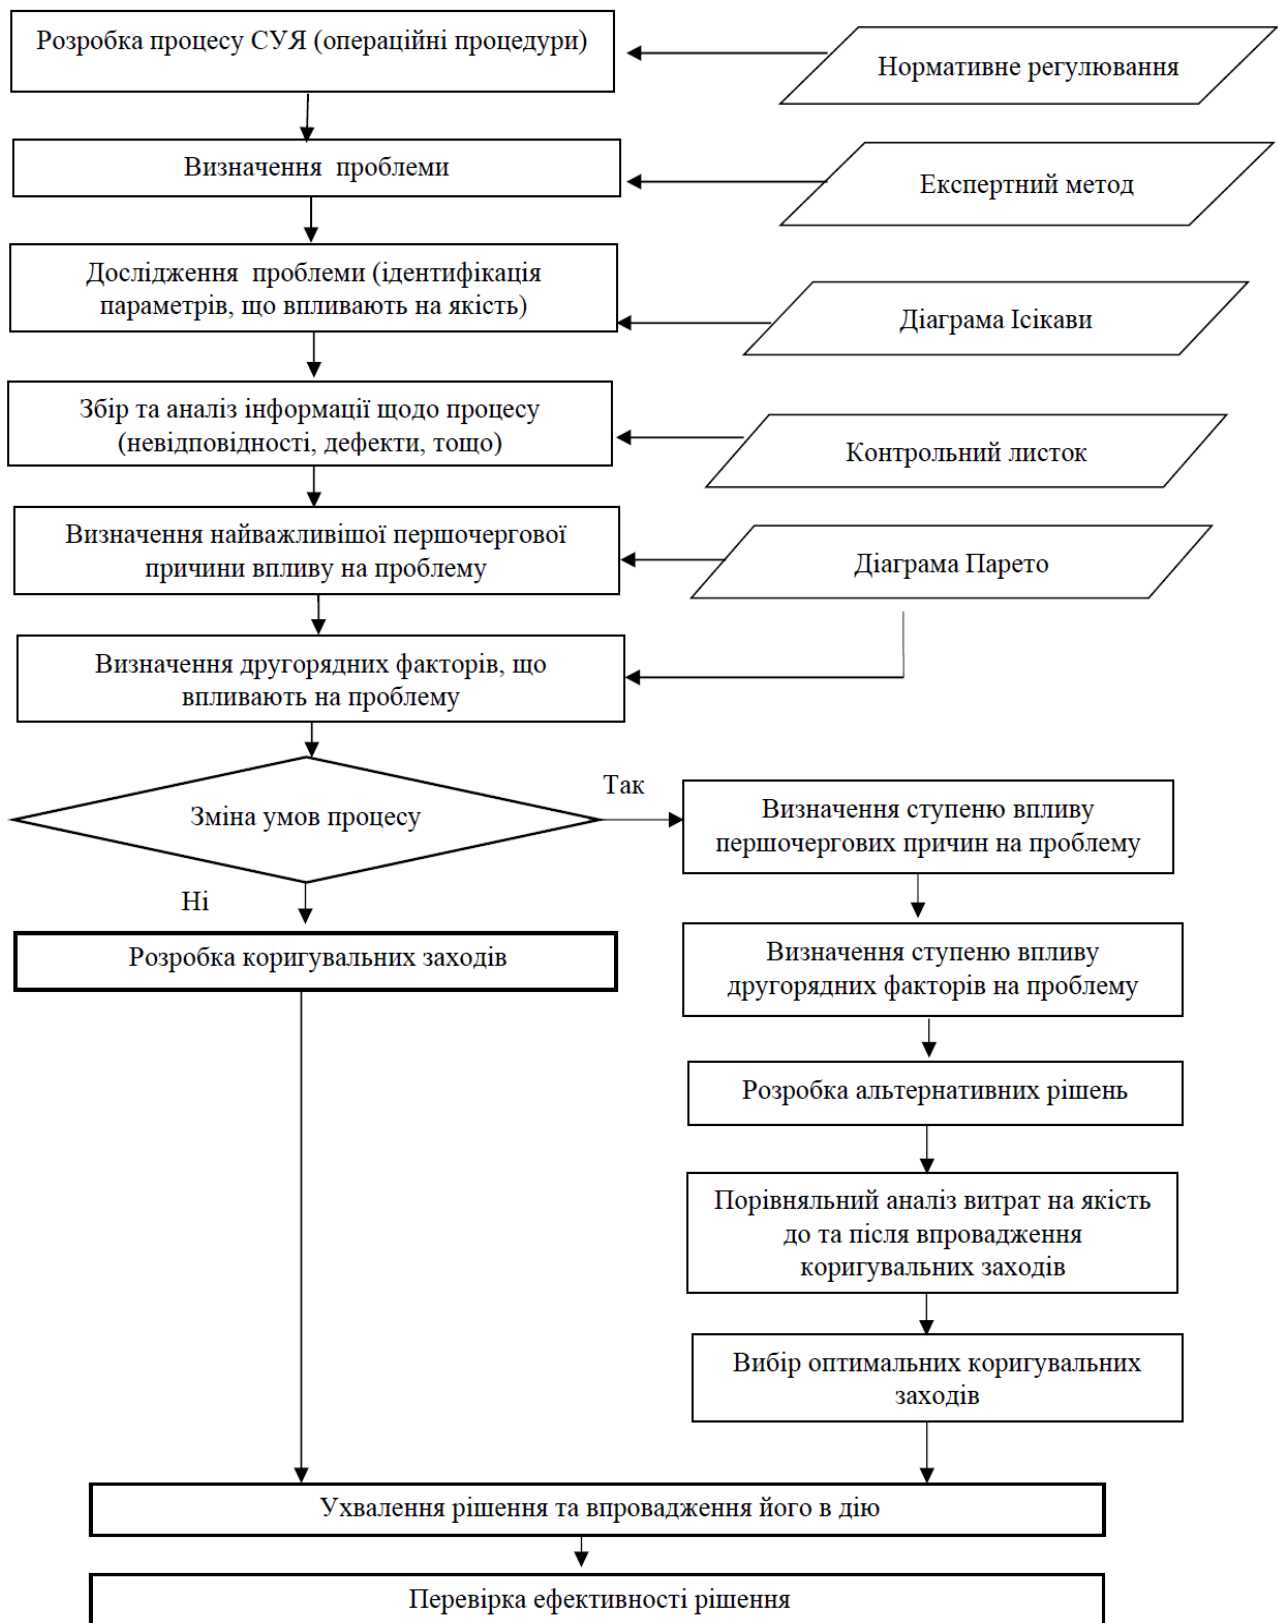 Розробка процесу СУЯ (операційні процедури)
Нормативне регулювання
Визначення проблеми
Експертний метод
Дослідження проблеми (ідентифікація
параметрів, що впливають на якість)
Діаграма Ісікави
Збір та аналіз інформації щодо процесу
(невідповідності, дефекти, тощо)
Контрольний листок
Визначення найважливішої першочергової
причини впливу на проблему
Діаграма Парето
Визначення другорядних факторів, що
впливають на проблему
Зміна умов процесу
Так
Ні
Визначення ступеню впливу
першочергових причин на проблему
Розробка коригувальних заходів
Визначення ступеню впливу
другорядних факторів на проблему
Розробка альтернативних рішень
Порівняльний аналіз витрат на якість
до та після впровадження
коригувальних заходів
Вибір оптимальних коригувальних
заходів
Ухвалення рішення та впровадження його в дію
Перевірка ефективності рішення